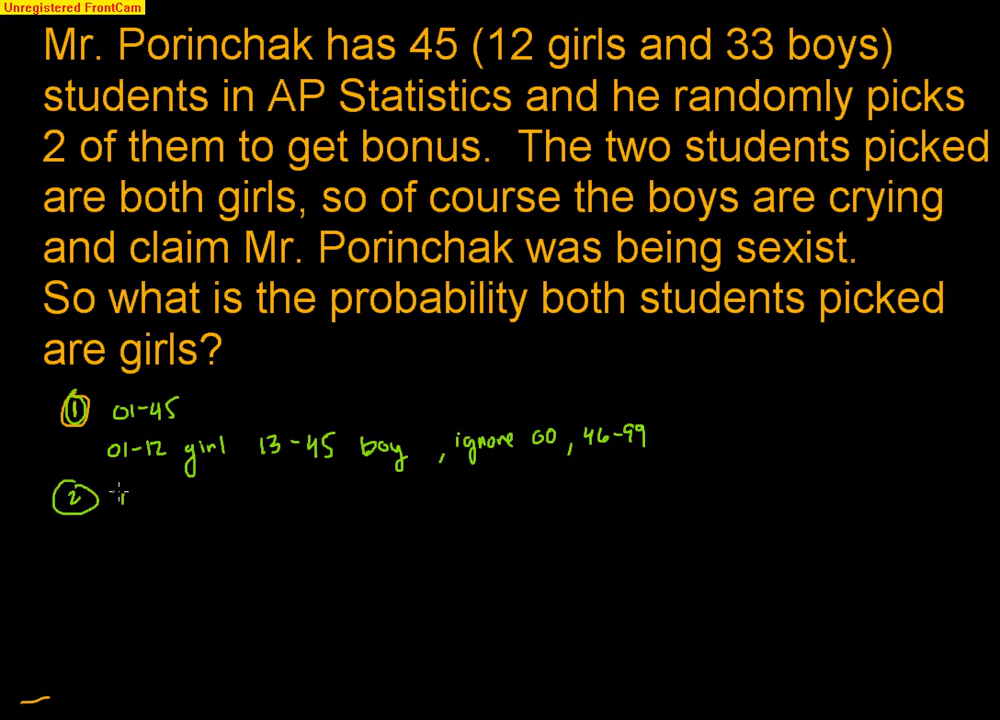 Unregistered FrontCam
Mr. Porinchak has 45 (12 girls and 33 boys)
students in AP Statistics and he randomly picks
2 of them to get bonus. The two students picked
are both girls, so of course the boys are crying
and claim Mr. Porinchak was being sexist.
So what is the probability both students picked
are girls?
1 01-45
01-12 girl 13-45 boy , ignore 00, 46-99
2 r